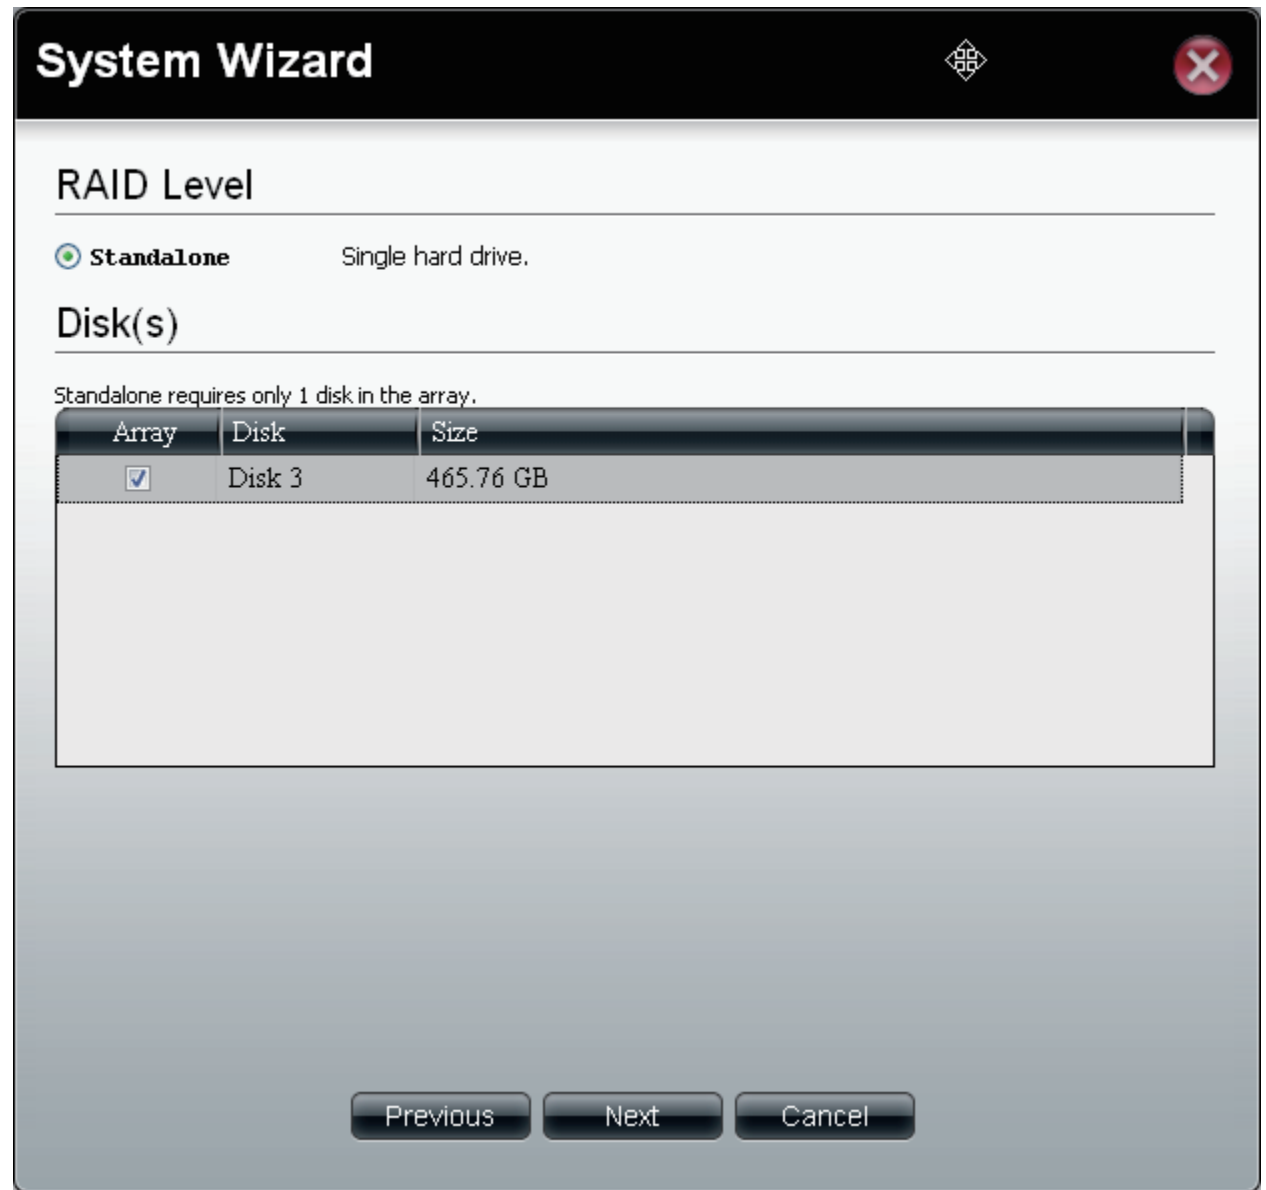 System Wizard
RAID Level
Standalone Single hard drive.
Disk(s)
Standalone requires only 1 disk in the array.
Array Disk Size
Disk 3 465.76 GB
Previous Next Cancel